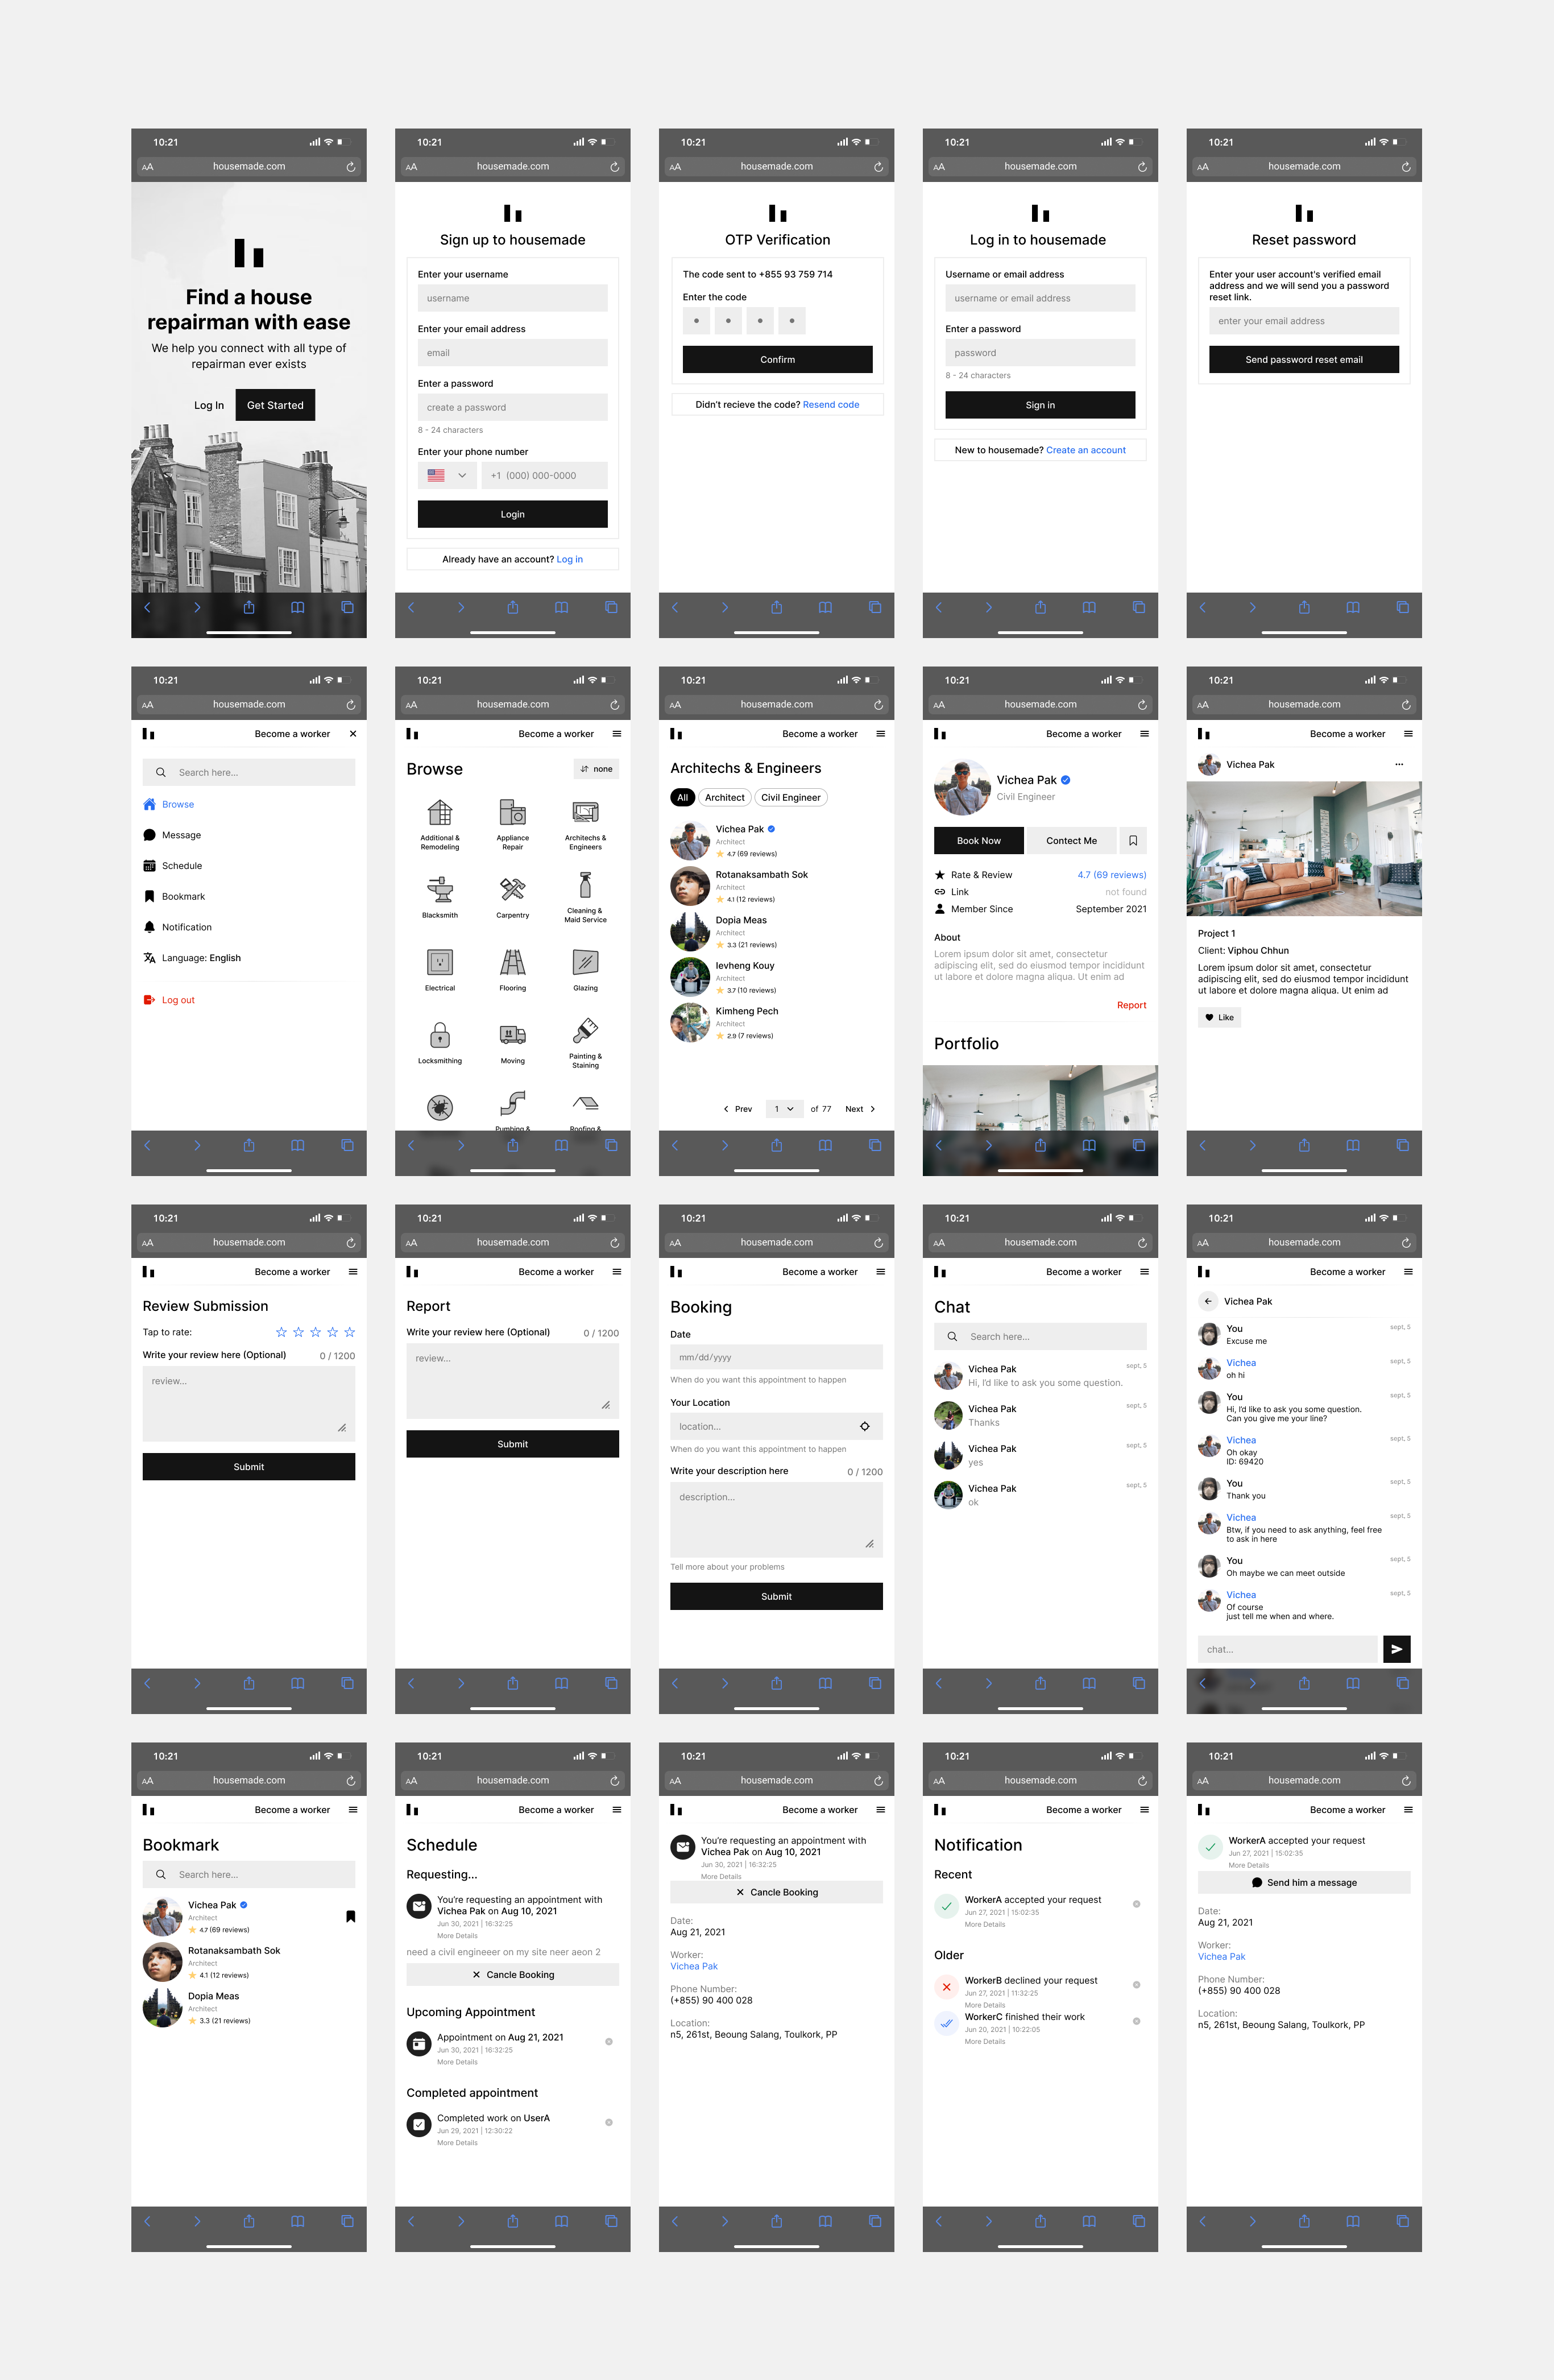 10:21
AA housemade.com
Find a house
repairman with ease
We help you connect with all type of
repairman ever exists
Log In Get Started
10:21
AA housemade.com
Sign up to housemade
Enter your username
username
Enter your email address
email
Enter a password
create a password
8 - 24 characters
Enter your phone number
+1 (000) 000-0000
Login
Already have an account? Log in
10:21
AA housemade.com
OTP Verification
The code sent to +855 93 759 714
Enter the code
Confirm
Didn't recieve the code? Resend code
10:21
AA housemade.com
Log in to housemade
Username or email address
username or email address
Enter a password
password
8 - 24 characters
Sign in
New to housemade? Create an account
10:21
AA housemade.com
Reset password
Enter your user account's verified email
address and we will send you a password
reset link.
enter your email address
Send password reset email
10:21
AA housemade.com
Become a worker
Search here...
Browse
Message
Schedule
Bookmark
Notification
Language: English
Log out
10:21
AA housemade.com
Become a worker
Browse
none
Additional &
Remodeling
Appliance
Repair
Architechs &
Engineers
Blacksmith
Carpentry
Cleaning &
Maid Service
Electrical
Flooring
Glazing
Locksmithing
Moving
Painting &
Staining
Pumbing &
Roofing &
10:21
AA housemade.com
Become a worker
Architechs & Engineers
All Architect Civil Engineer
Vichea Pak
Architect
4.7 (69 reviews)
Rotanaksambath Sok
Architect
4.1 (12 reviews)
Dopia Meas
Architect
3.3 (21 reviews)
Ievheng Kouy
Architect
3.7 (10 reviews)
Kimheng Pech
Architect
2.9 (7 reviews)
Prev 1 of 77 Next
10:21
AA housemade.com
Become a worker
Vichea Pak
Civil Engineer
Book Now Contect Me
Rate & Review 4.7 (69 reviews)
Link not found
Member Since September 2021
About
Lorem ipsum dolor sit amet, consectetur
adipiscing elit, sed do eiusmod tempor incididunt
ut labore et dolore magna aliqua. Ut enim ad
Report
Portfolio
10:21
AA housemade.com
Become a worker
Vichea Pak
Project 1
Client: Viphou Chhun
Lorem ipsum dolor sit amet, consectetur
adipiscing elit, sed do eiusmod tempor incididunt
ut labore et dolore magna aliqua. Ut enim ad
Like
10:21
AA housemade.com
Become a worker
Review Submission
Tap to rate:
Write your review here (Optional) 0 / 1200
review...
Submit
10:21
AA housemade.com
Become a worker
Report
Write your review here (Optional) 0 / 1200
review...
Submit
10:21
AA housemade.com
Become a worker
Booking
Date
mm/dd/yyyy
When do you want this appointment to happen
Your Location
location...
When do you want this appointment to happen
Write your description here 0 / 1200
description...
Tell more about your problems
Submit
10:21
AA housemade.com
Become a worker
Chat
Search here...
Vichea Pak sept, 5
Hi, I'd like to ask you some question.
Vichea Pak sept, 5
Thanks
Vichea Pak sept, 5
yes
Vichea Pak sept, 5
ok
10:21
AA housemade.com
Become a worker
Vichea Pak
You sept, 5
Excuse me
Vichea sept, 5
oh hi
You sept, 5
Hi, I'd like to ask you some question.
Can you give me your line?
Vichea sept, 5
Oh okay
ID: 69420
You sept, 5
Thank you
Vichea sept, 5
Btw, if you need to ask anything, feel free
to ask in here
You sept, 5
Oh maybe we can meet outside
Vichea sept, 5
Of course
just tell me when and where.
chat...
10:21
AA housemade.com
Become a worker
Bookmark
Search here...
Vichea Pak
Architect
4.7 (69 reviews)
Rotanaksambath Sok
Architect
4.1 (12 reviews)
Dopia Meas
Architect
3.3 (21 reviews)
10:21
AA housemade.com
Become a worker
Schedule
Requesting...
You're requesting an appointment with
Vichea Pak on Aug 10, 2021
Jun 30, 2021 | 16:32:25
More Details
need a civil engineeer on my site neer aeon 2
Cancle Booking
Upcoming Appointment
Appointment on Aug 21, 2021
Jun 30, 2021 | 16:32:25
More Details
Completed appointment
Completed work on UserA
Jun 29, 2021 | 12:30:22
More Details
10:21
AA housemade.com
Become a worker
You're requesting an appointment with
Vichea Pak on Aug 10, 2021
Jun 30, 2021 | 16:32:25
More Details
Cancle Booking
Date:
Aug 21, 2021
Worker:
Vichea Pak
Phone Number:
(+855) 90 400 028
Location:
n5, 261st, Beoung Salang, Toulkork, PP
10:21
AA housemade.com
Become a worker
Notification
Recent
WorkerA accepted your request
Jun 27, 2021 | 15:02:35
More Details
Older
WorkerB declined your request
Jun 27, 2021 | 11:32:25
More Details
WorkerC finished their work
Jun 20, 2021 | 10:22:05
More Details
10:21
AA housemade.com
Become a worker
WorkerA accepted your request
Jun 27, 2021 | 15:02:35
More Details
Send him a message
Date:
Aug 21, 2021
Worker:
Vichea Pak
Phone Number:
(+855) 90 400 028
Location:
n5, 261st, Beoung Salang, Toulkork, PP